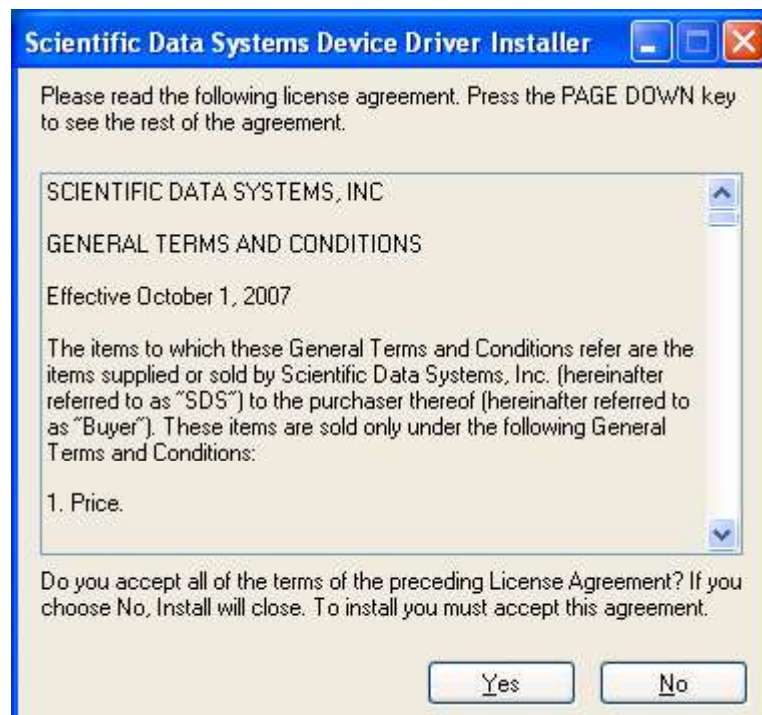 Scientific Data Systems Device Driver Installer
Please read the following license agreement. Press the PAGE DOWN key
to see the rest of the agreement.
SCIENTIFIC DATA SYSTEMS, INC
GENERAL TERMS AND CONDITIONS
Effective October 1, 2007
The items to which these General Terms and Conditions refer are the
items supplied or sold by Scientific Data Systems, Inc. (hereinafter
referred to as "SDS") to the purchaser thereof (hereinafter referred to
as "Buyer"). These items are sold only under the following General
Terms and Conditions:
1. Price.
Do you accept all of the terms of the preceding License Agreement? If you
choose No, Install will close. To install you must accept this agreement.
Yes
No